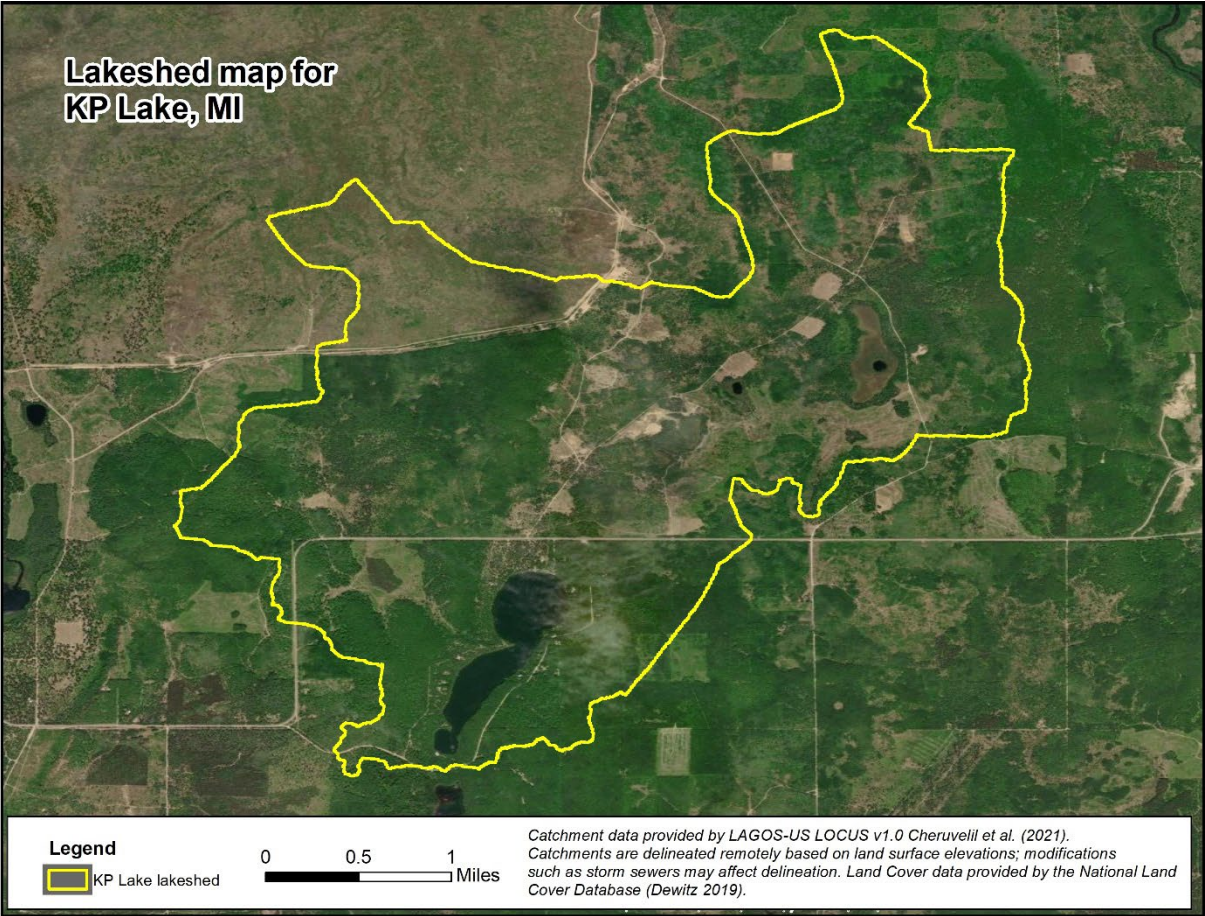 Lakeshed map for
KP Lake, MI
Legend
KP Lake lakeshed
0 0.5 1
Miles
Catchment data provided by LAGOS-US LOCUS v1.0 Cheruvelil et al. (2021).
Catchments are delineated remotely based on land surface elevations; modifications
such as storm sewers may affect delineation. Land Cover data provided by the National Land
Cover Database (Dewitz 2019).